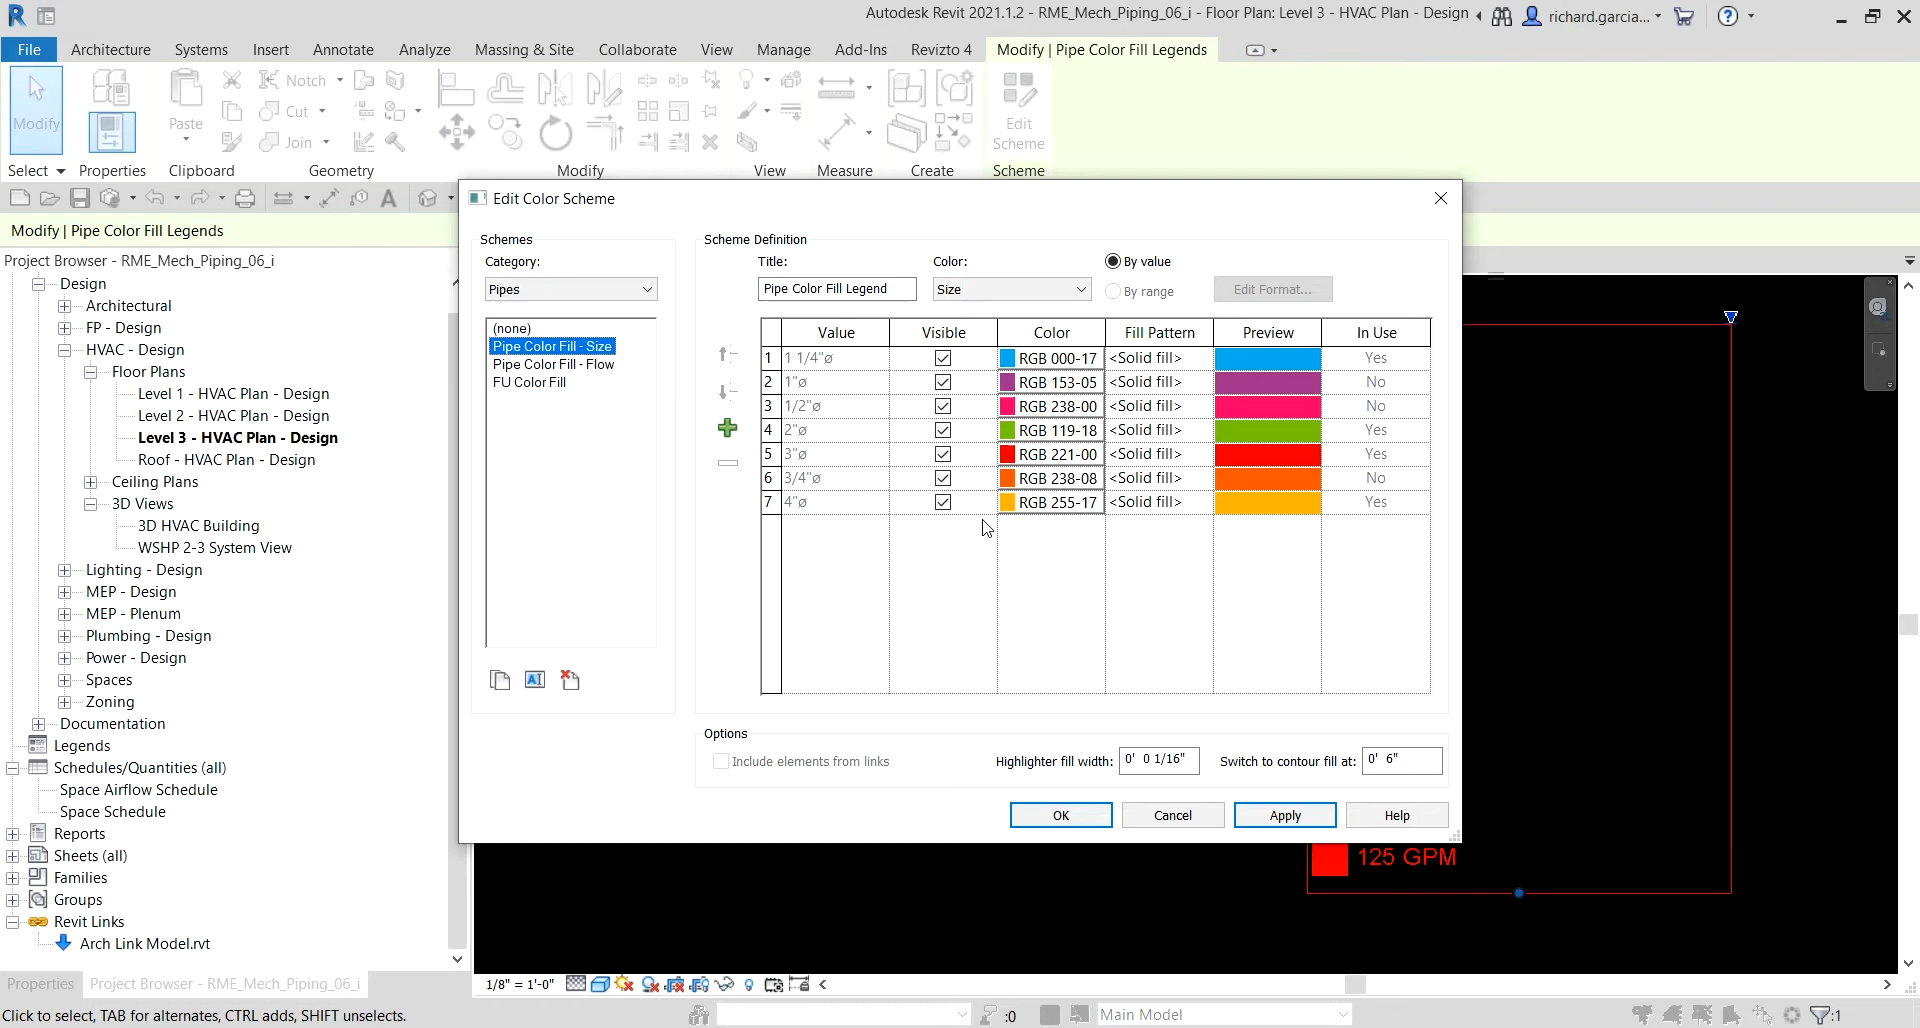 Autodesk Revit 2021.1.2 - RME_Mech_Piping_06_i - Floor Plan: Level 3 - HVAC Plan - Design
richard.garcia...
File Architecture Systems Insert Annotate Analyze Massing & Site Collaborate View Manage Add-Ins Revizto 4 Modify | Pipe Color Fill Legends
Modify
Paste
Notch
Cut
Join
Edit
Scheme
Select Properties Clipboard Geometry Modify View Measure Create Scheme
Modify | Pipe Color Fill Legends
Project Browser - RME_Mech_Piping_06_i
Design
Architectural
FP - Design
HVAC - Design
Floor Plans
Level 1 - HVAC Plan - Design
Level 2 - HVAC Plan - Design
Level 3 - HVAC Plan - Design
Roof - HVAC Plan - Design
Ceiling Plans
3D Views
3D HVAC Building
WSHP 2-3 System View
Lighting - Design
MEP - Design
MEP - Plenum
Plumbing - Design
Power - Design
Spaces
Zoning
Documentation
Legends
Schedules/Quantities (all)
Space Airflow Schedule
Space Schedule
Reports
Sheets (all)
Families
Groups
Revit Links
Arch Link Model.rvt
Properties Project Browser - RME_Mech_Piping_06_i
Edit Color Scheme
Schemes
Category:
Pipes
(none)
Pipe Color Fill - Size
Pipe Color Fill - Flow
FU Color Fill
Scheme Definition
Title: Color: By value
Pipe Color Fill Legend Size By range Edit Format...
Value Visible Color Fill Pattern Preview In Use
1 1 1/4"ø RGB 000-17 <Solid fill> Yes
2 1"ø RGB 153-05 <Solid fill> No
3 1/2"ø RGB 238-00 <Solid fill> No
4 2"ø RGB 119-18 <Solid fill> Yes
5 3"ø RGB 221-00 <Solid fill> Yes
6 3/4"ø RGB 238-08 <Solid fill> No
7 4"ø RGB 255-17 <Solid fill> Yes
Options
Include elements from links Highlighter fill width: 0' 0 1/16" Switch to contour fill at: 0' 6"
OK Cancel Apply Help
125 GPM
1/8" = 1'-0"
Click to select, TAB for alternates, CTRL adds, SHIFT unselects.
:0 Main Model :1